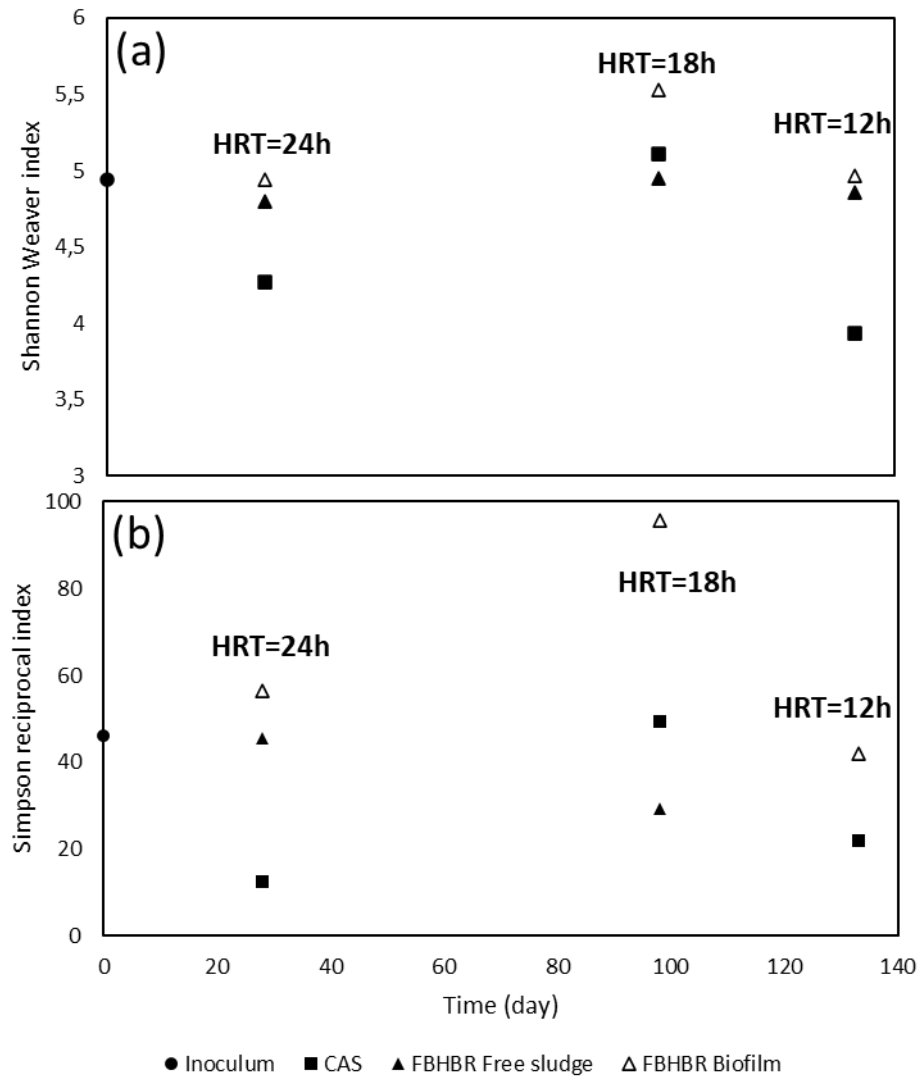 6
(a)
HRT=18h
5,5
HRT=12h
HRT=24h
5
4,5
4
3,5
3
Shannon Weaver index
100
(b)
80
HRT=18h
HRT=24h
60
HRT=12h
40
20
0
Simpson reciprocal index
0 20 40 60 80 100 120 140
Time (day)
Inoculum CAS FBHBR Free sludge FBHBR Biofilm